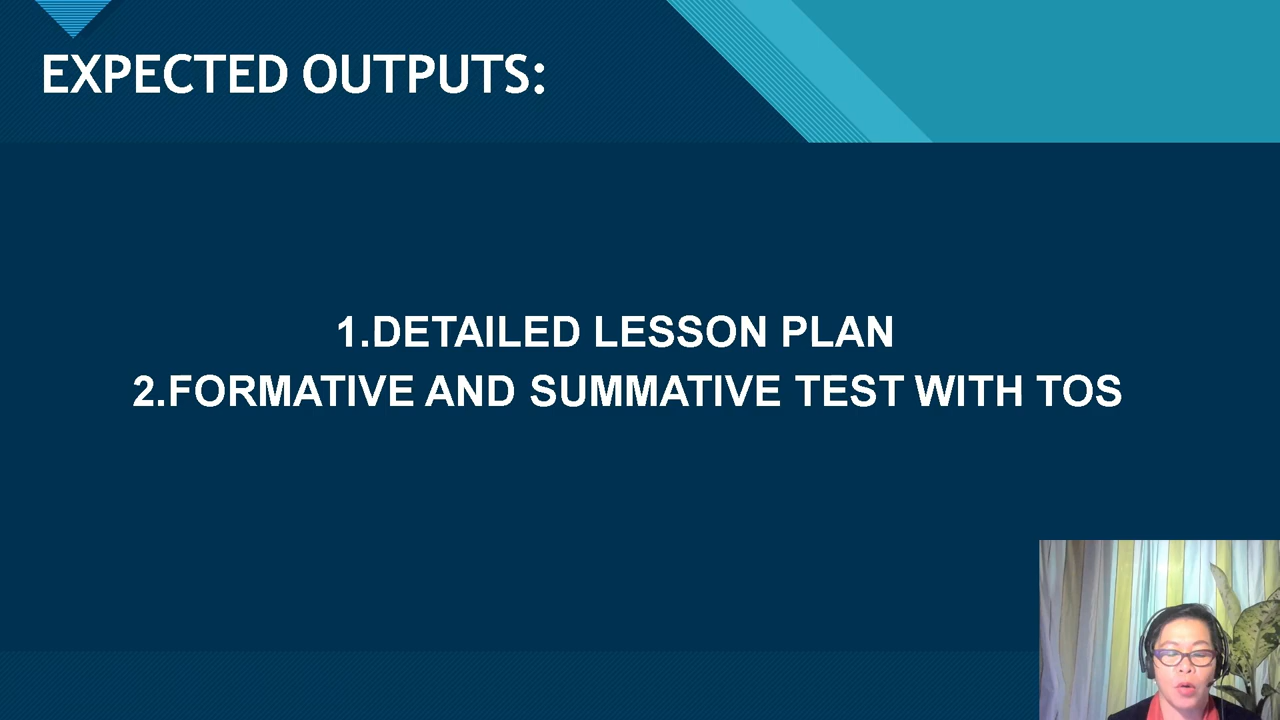 EXPECTED OUTPUTS:
1.DETAILED LESSON PLAN
2.FORMATIVE AND SUMMATIVE TEST WITH TOS